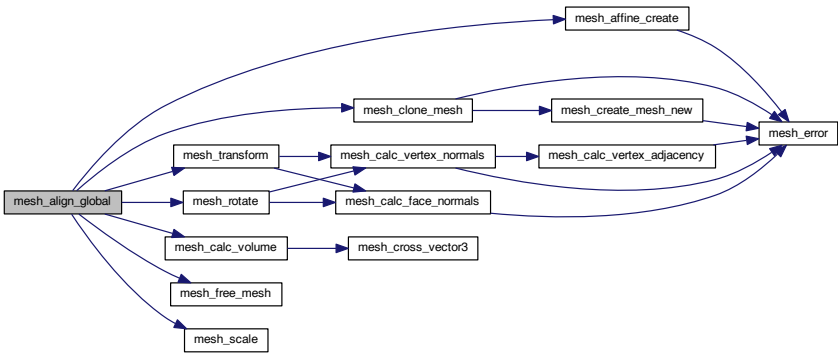 mesh_affine_create
mesh_clone_mesh
mesh_create_mesh_new
mesh_error
mesh_transform
mesh_calc_vertex_normals
mesh_calc_vertex_adjacency
mesh_align_global
mesh_rotate
mesh_calc_face_normals
mesh_calc_volume
mesh_cross_vector3
mesh_free_mesh
mesh_scale